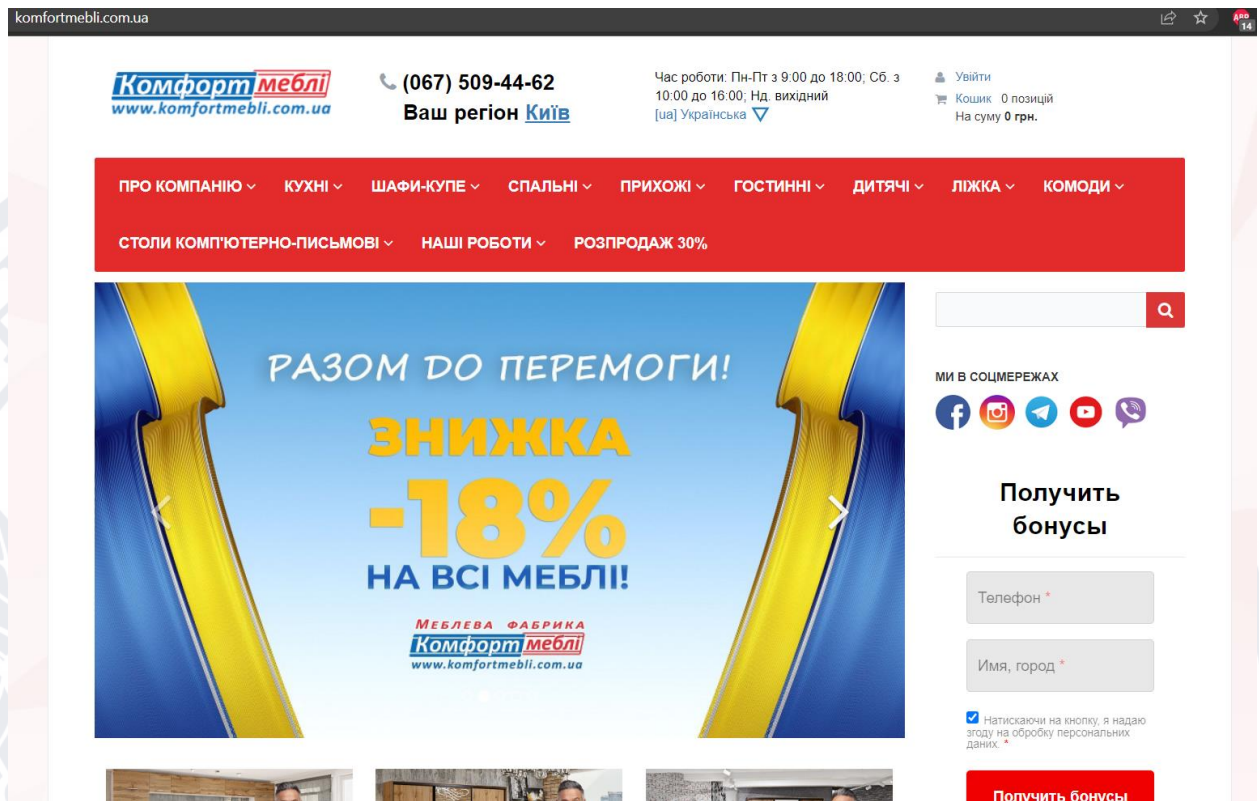 komfortmebli.com.ua
ABP
14
Комфорт меблі
www.komfortmebli.com.ua
(067) 509-44-62
Ваш регіон Київ
Час роботи: Пн-Пт з 9:00 до 18:00; Сб. з
10:00 до 16:00; Нд. вихідний
[ua] Українська
Увійти
Кошик 0 позицій
На суму 0 грн.
ПРО КОМПАНІЮ КУХНІ ШАФИ-КУПЕ СПАЛЬНІ ПРИХОЖІ ГОСТИННІ ДИТЯЧІ ЛІЖКА КОМОДИ
СТОЛИ КОМП'ЮТЕРНО-ПИСЬМОВІ НАШІ РОБОТИ РОЗПРОДАЖ 30%
РАЗОМ ДО ПЕРЕМОГИ!
ЗНИЖКА
-18%
НА ВСІ МЕБЛІ!
МЕБЛЕВА ФАБРИКА
Комфорт меблі
www.komfortmebli.com.ua
МИ В СОЦМЕРЕЖАХ
Получить
бонусы
Телефон *
Имя, город *
Натискаючи на кнопку, я надаю
згоду на обробку персональних
даних. *
Получить бонусы